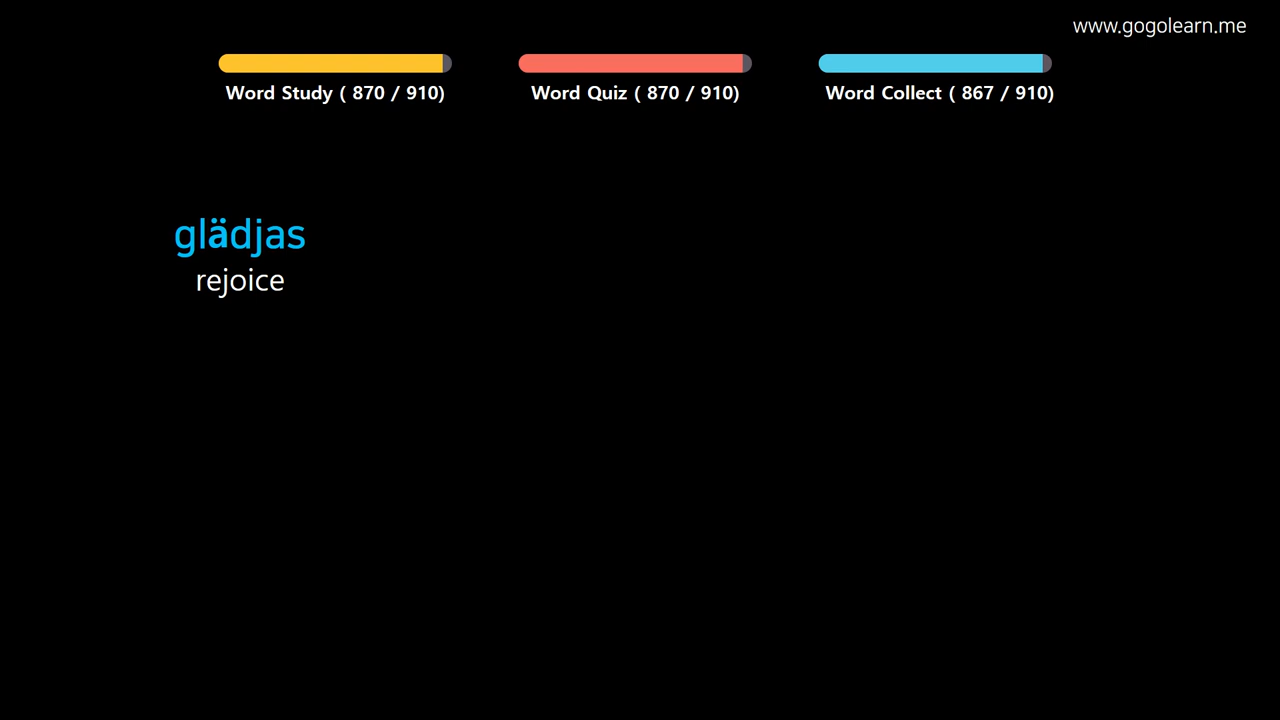 www.gogolearn.me
Word Study ( 870 / 910)
Word Quiz ( 870 / 910)
Word Collect ( 867 / 910)
glädjas
rejoice